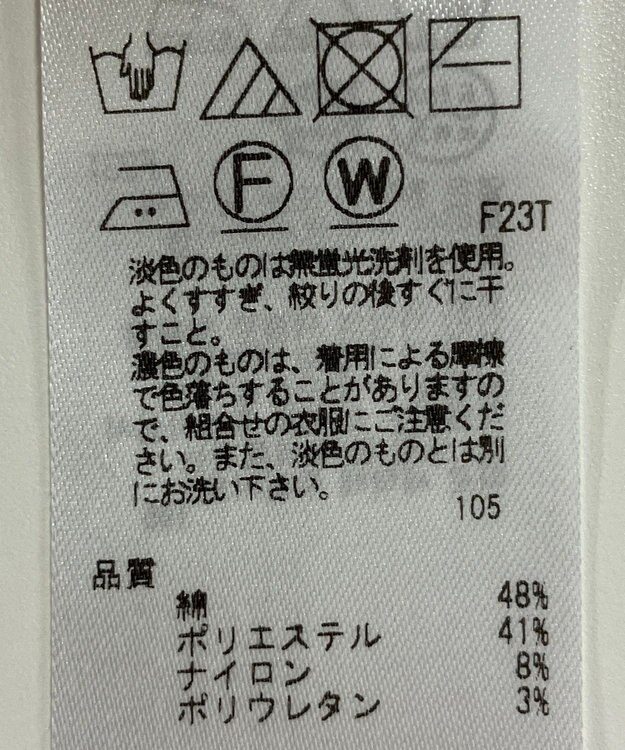 F
W
F23T
淡色のものは無蛍光洗剤を使用。
よくすすぎ、絞りの後すぐに干
すこと。
濃色のものは、着用による摩擦
で色落ちすることがありますの
で、組合せの衣服にご注意くだ
さい。また、淡色のものとは別
にお洗い下さい。
105
品質
綿 48%
ポリエステル 41%
ナイロン 8%
ポリウレタン 3%